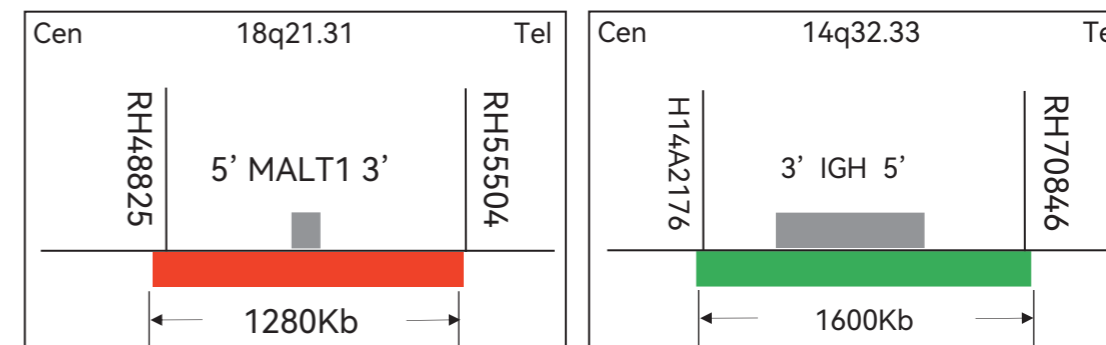 Cen 18q21.31 Tel
RH48825
RH55504
5’ MALT1 3’
1280Kb
Cen 14q32.33 Te
H14A2176
RH70846
3’ IGH 5’
1600Kb